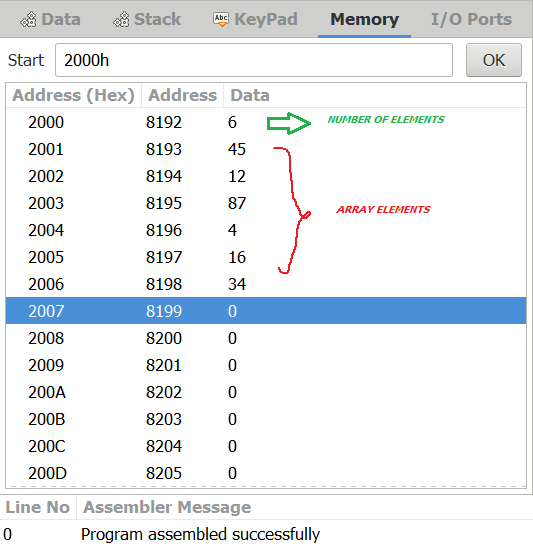 Data Stack Abc KeyPad Memory I/O Ports
Start 2000h OK
Address (Hex) Address Data
2000 8192 6 NUMBER OF ELEMENTS
2001 8193 45
2002 8194 12
2003 8195 87 ARRAY ELEMENTS
2004 8196 4
2005 8197 16
2006 8198 34
2007 8199 0
2008 8200 0
2009 8201 0
200A 8202 0
200B 8203 0
200C 8204 0
200D 8205 0
Line No Assembler Message
0 Program assembled successfully